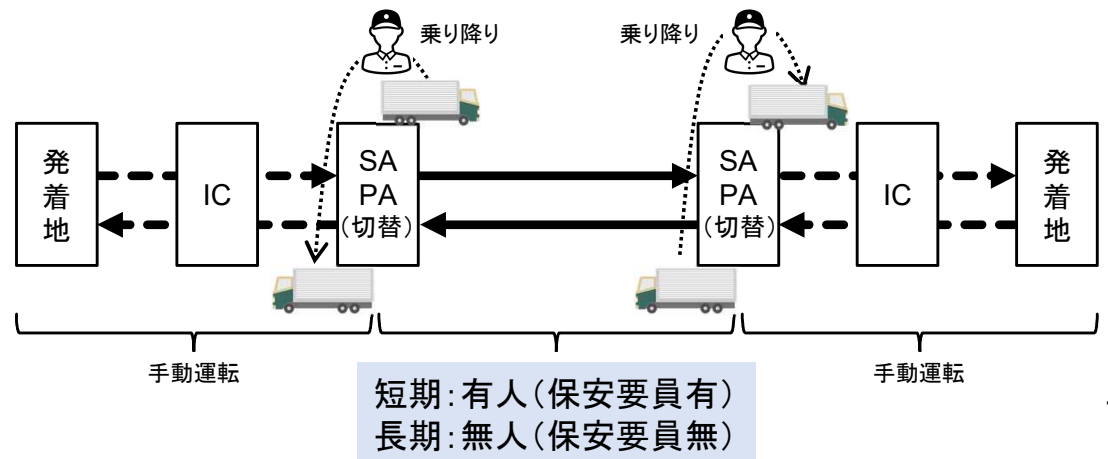 乗り降り
乗り降り
発着地
IC
SA
PA
(切替)
SA
PA
(切替)
IC
発着地
手動運転
手動運転
短期：有人（保安要員有）
長期：無人（保安要員無）